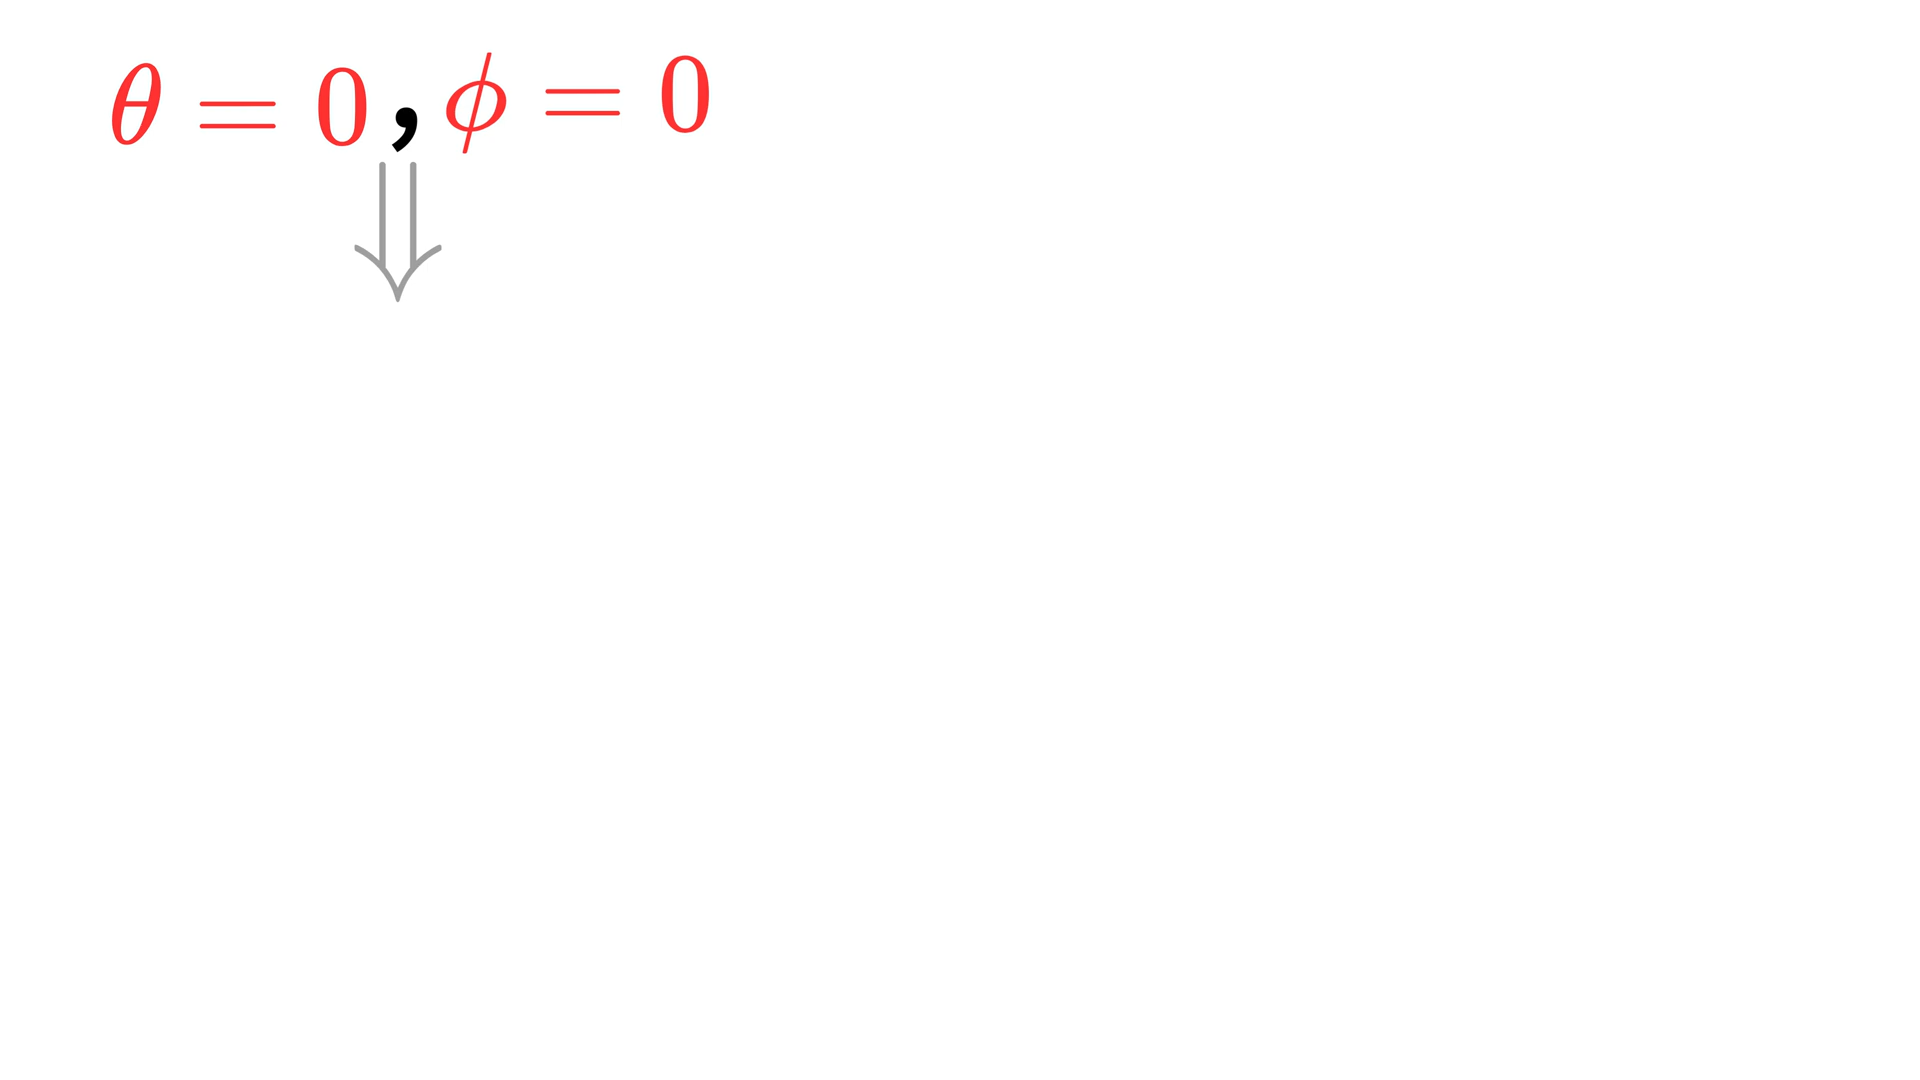 θ = 0, ϕ = 0
⇓